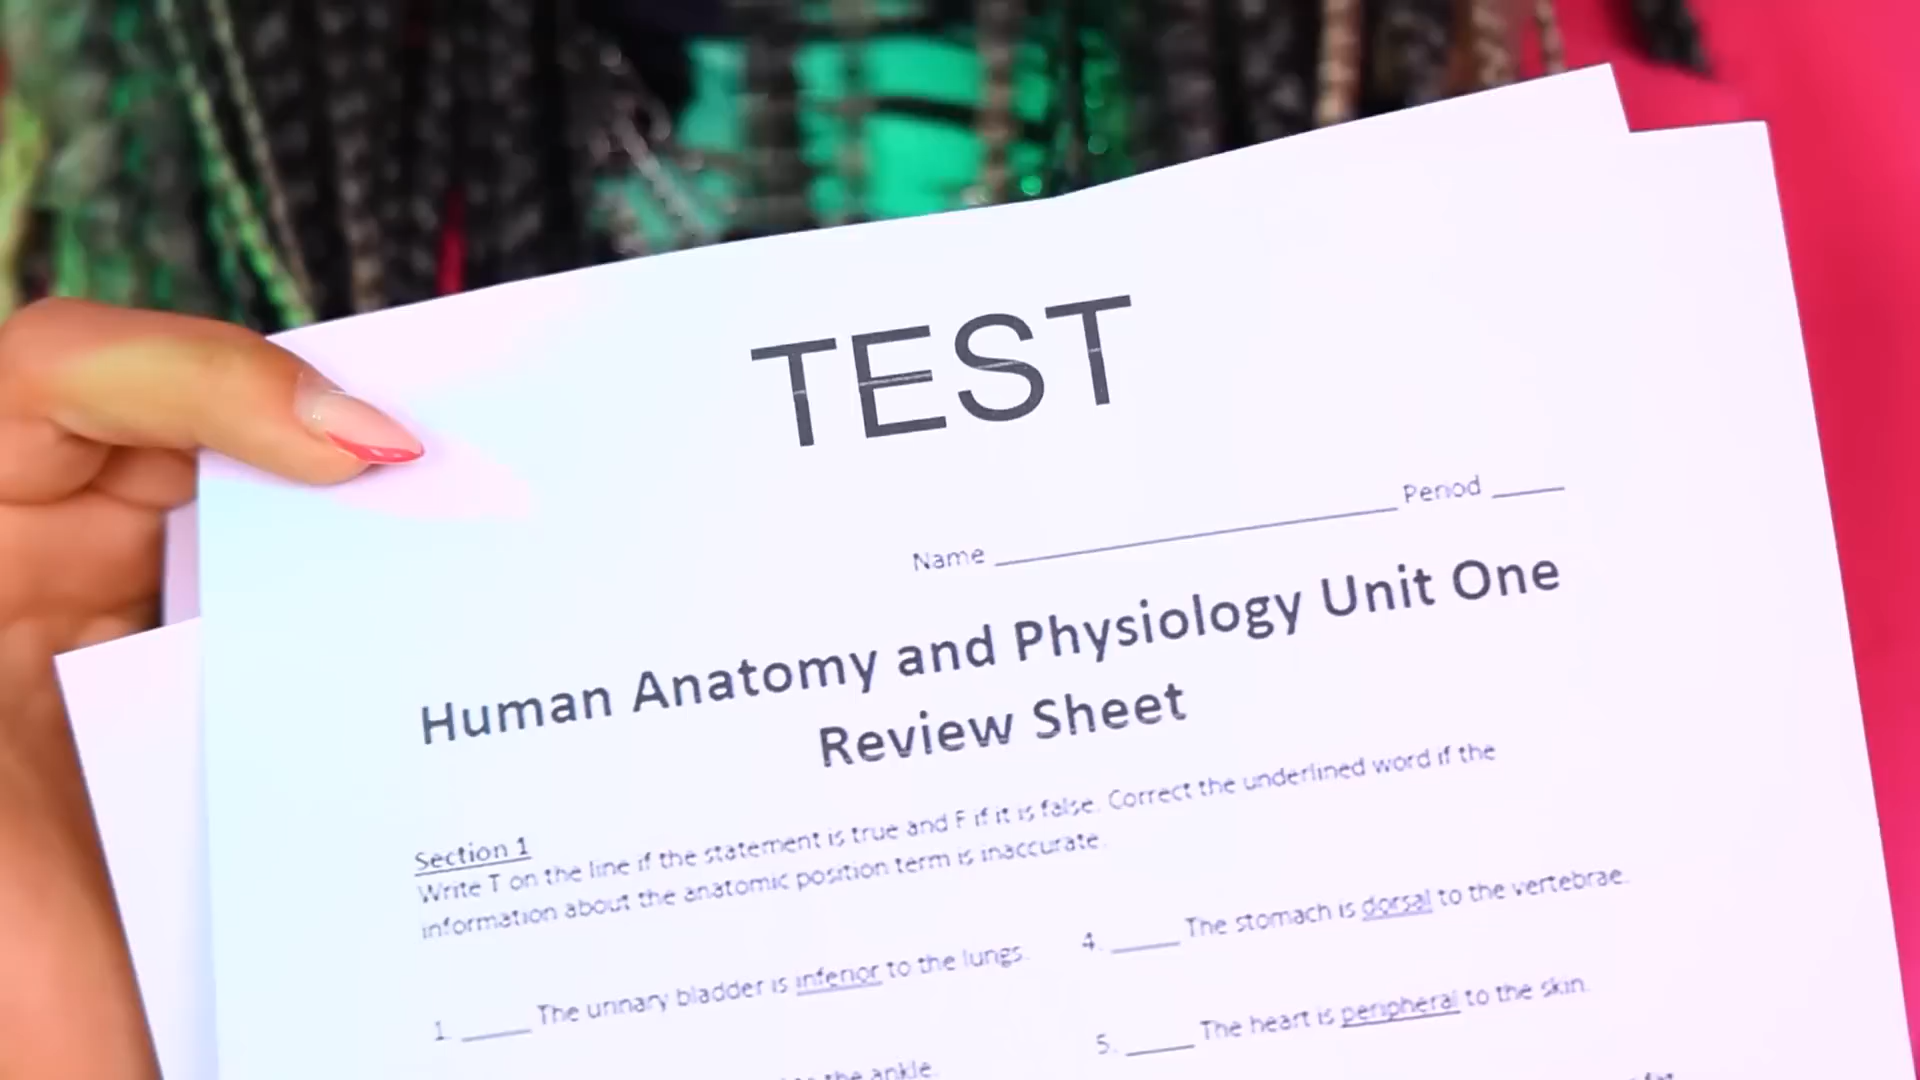 TEST
Name Period
Human Anatomy and Physiology Unit One
Review Sheet
Section 1
Write T on the line if the statement is true and F if it is false. Correct the underlined word if the
information about the anatomic position term is inaccurate.
1. The urinary bladder is inferior to the lungs.
the ankle.
4. The stomach is dorsal to the vertebrae.
5. The heart is peripheral to the skin.